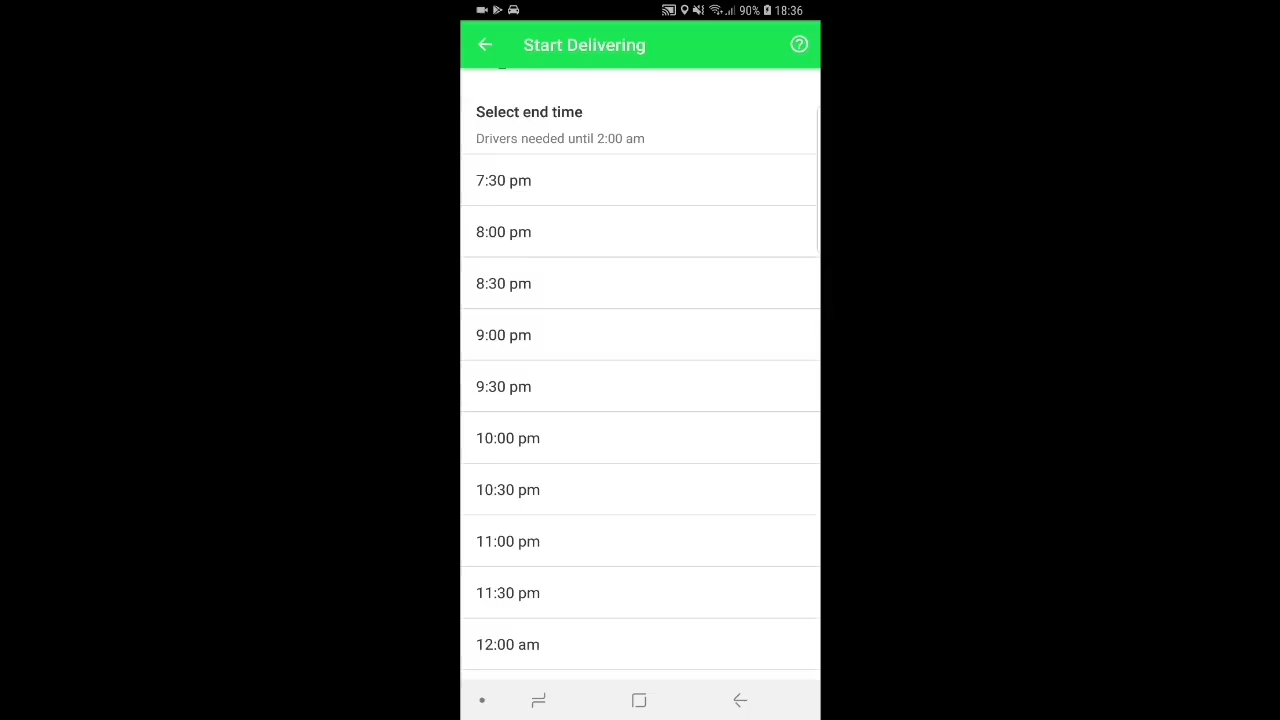 90% 18:36
Start Delivering
Select end time
Drivers needed until 2:00 am
7:30 pm
8:00 pm
8:30 pm
9:00 pm
9:30 pm
10:00 pm
10:30 pm
11:00 pm
11:30 pm
12:00 am